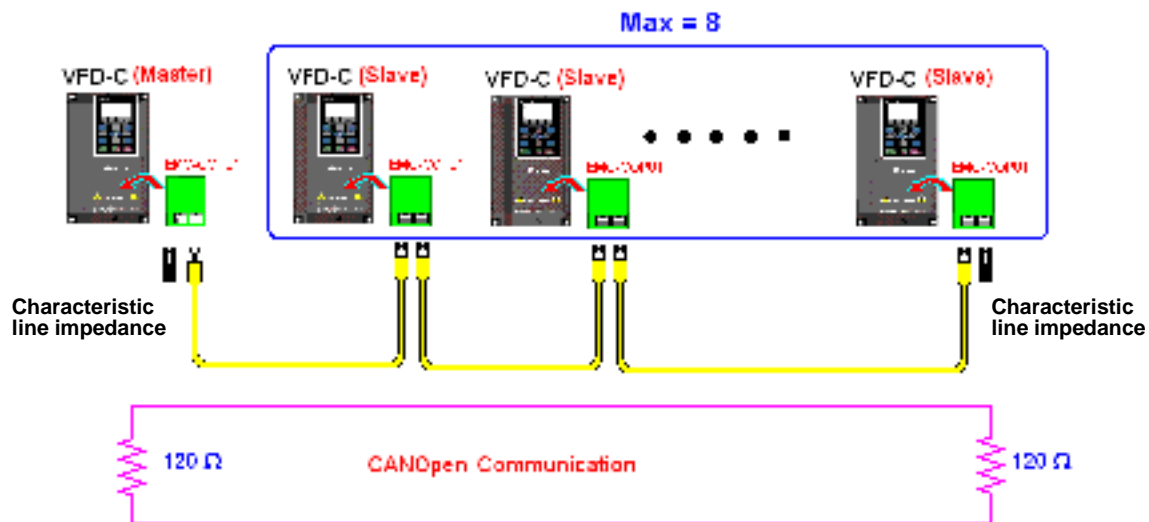 Max = 8
VFD-C (Master)
VFD-C (Slave)
VFD-C (Slave)
VFD-C (Slave)
Characteristic
line impedance
Characteristic
line impedance
120 Ω
CANOpen Communication
120 Ω